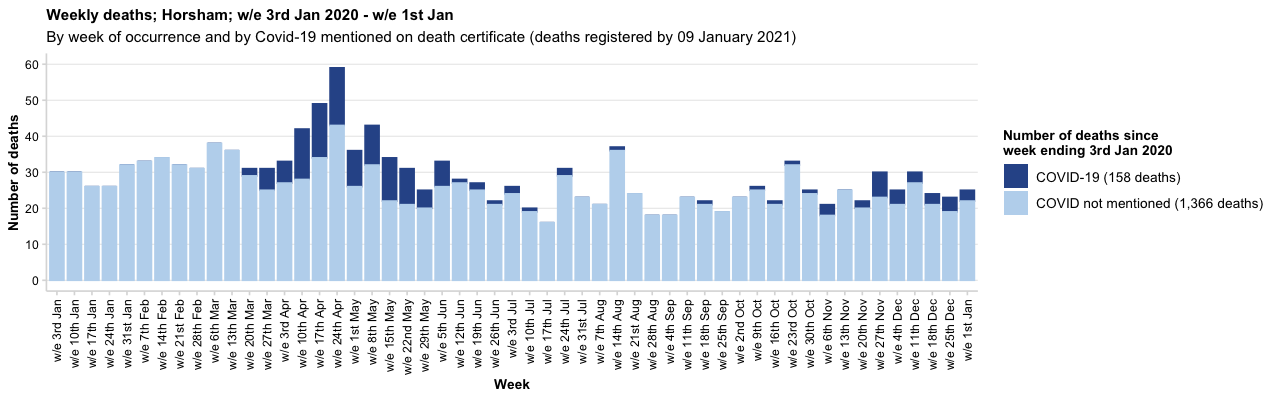 Weekly deaths; Horsham; w/e 3rd Jan 2020 - w/e 1st Jan
By week of occurrence and by Covid-19 mentioned on death certificate (deaths registered by 09 January 2021)
Number of deaths
60
50
40
30
20
10
0
w/e 3rd Jan
w/e 10th Jan
w/e 17th Jan
w/e 24th Jan
w/e 31st Jan
w/e 7th Feb
w/e 14th Feb
w/e 21st Feb
w/e 28th Feb
w/e 6th Mar
w/e 13th Mar
w/e 20th Mar
w/e 27th Mar
w/e 3rd Apr
w/e 10th Apr
w/e 17th Apr
w/e 24th Apr
w/e 1st May
w/e 8th May
w/e 15th May
w/e 22nd May
w/e 29th May
w/e 5th Jun
w/e 12th Jun
w/e 19th Jun
w/e 26th Jun
w/e 3rd Jul
w/e 10th Jul
w/e 17th Jul
w/e 24th Jul
w/e 31st Jul
w/e 7th Aug
w/e 14th Aug
w/e 21st Aug
w/e 28th Aug
w/e 4th Sep
w/e 11th Sep
w/e 18th Sep
w/e 25th Sep
w/e 2nd Oct
w/e 9th Oct
w/e 16th Oct
w/e 23rd Oct
w/e 30th Oct
w/e 6th Nov
w/e 13th Nov
w/e 20th Nov
w/e 27th Nov
w/e 4th Dec
w/e 11th Dec
w/e 18th Dec
w/e 25th Dec
w/e 1st Jan
Week
Number of deaths since
week ending 3rd Jan 2020
COVID-19 (158 deaths)
COVID not mentioned (1,366 deaths)